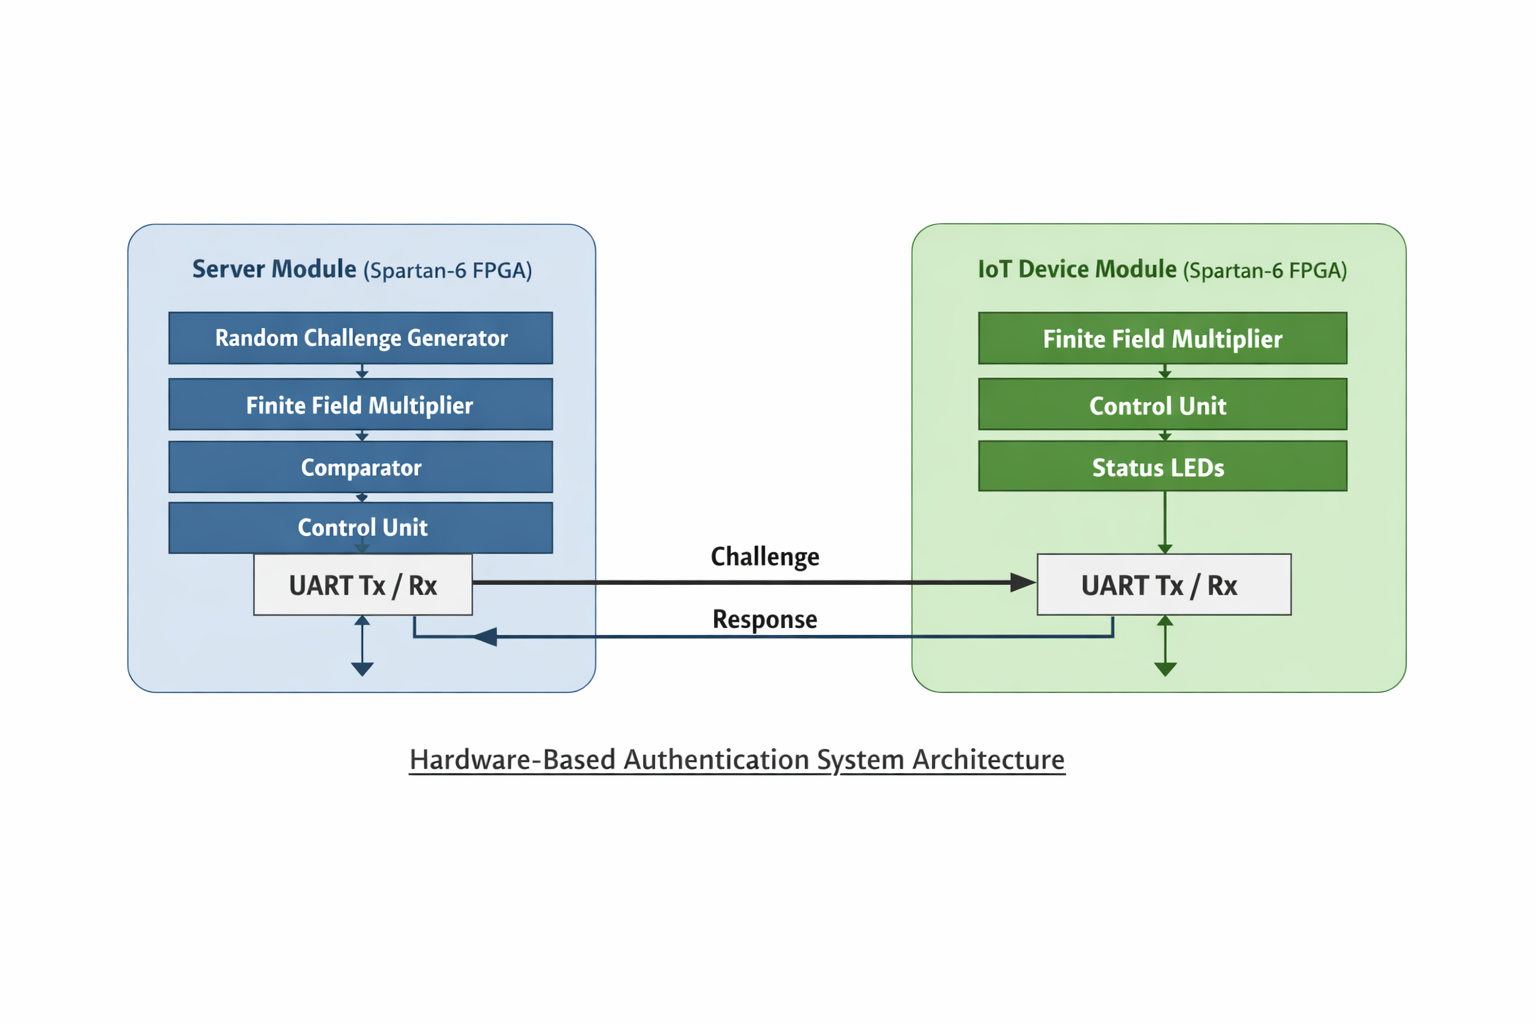 Server Module (Spartan-6 FPGA)
Random Challenge Generator
Finite Field Multiplier
Comparator
Control Unit
UART Tx / Rx
Challenge
Response
IoT Device Module (Spartan-6 FPGA)
Finite Field Multiplier
Control Unit
Status LEDs
UART Tx / Rx
Hardware-Based Authentication System Architecture